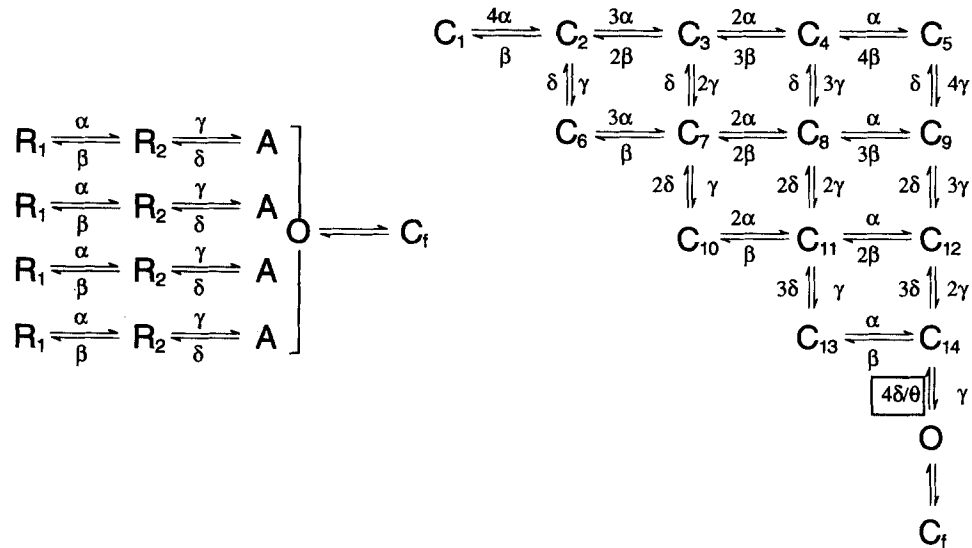 R₁ α β R₂ γ δ A
R₁ α β R₂ γ δ A
R₁ α β R₂ γ δ A
R₁ α β R₂ γ δ A
O C_f
C₁ 4α β C₂ 3α 2β C₃ 2α 3β C₄ α 4β C₅
δ γ δ 2γ δ 3γ δ 4γ
C₆ 3α β C₇ 2α 2β C₈ α 3β C₉
2δ γ 2δ 2γ 2δ 3γ
C₁₀ 2α β C₁₁ α 2β C₁₂
3δ γ 3δ 2γ
C₁₃ α β C₁₄
4δ/θ γ
O
C_f